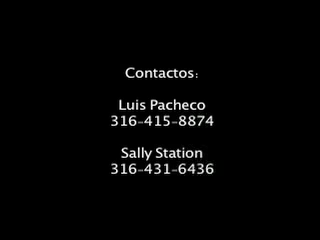 Contactos:
Luis Pacheco
316-415-8874
Sally Station
316-431-6436